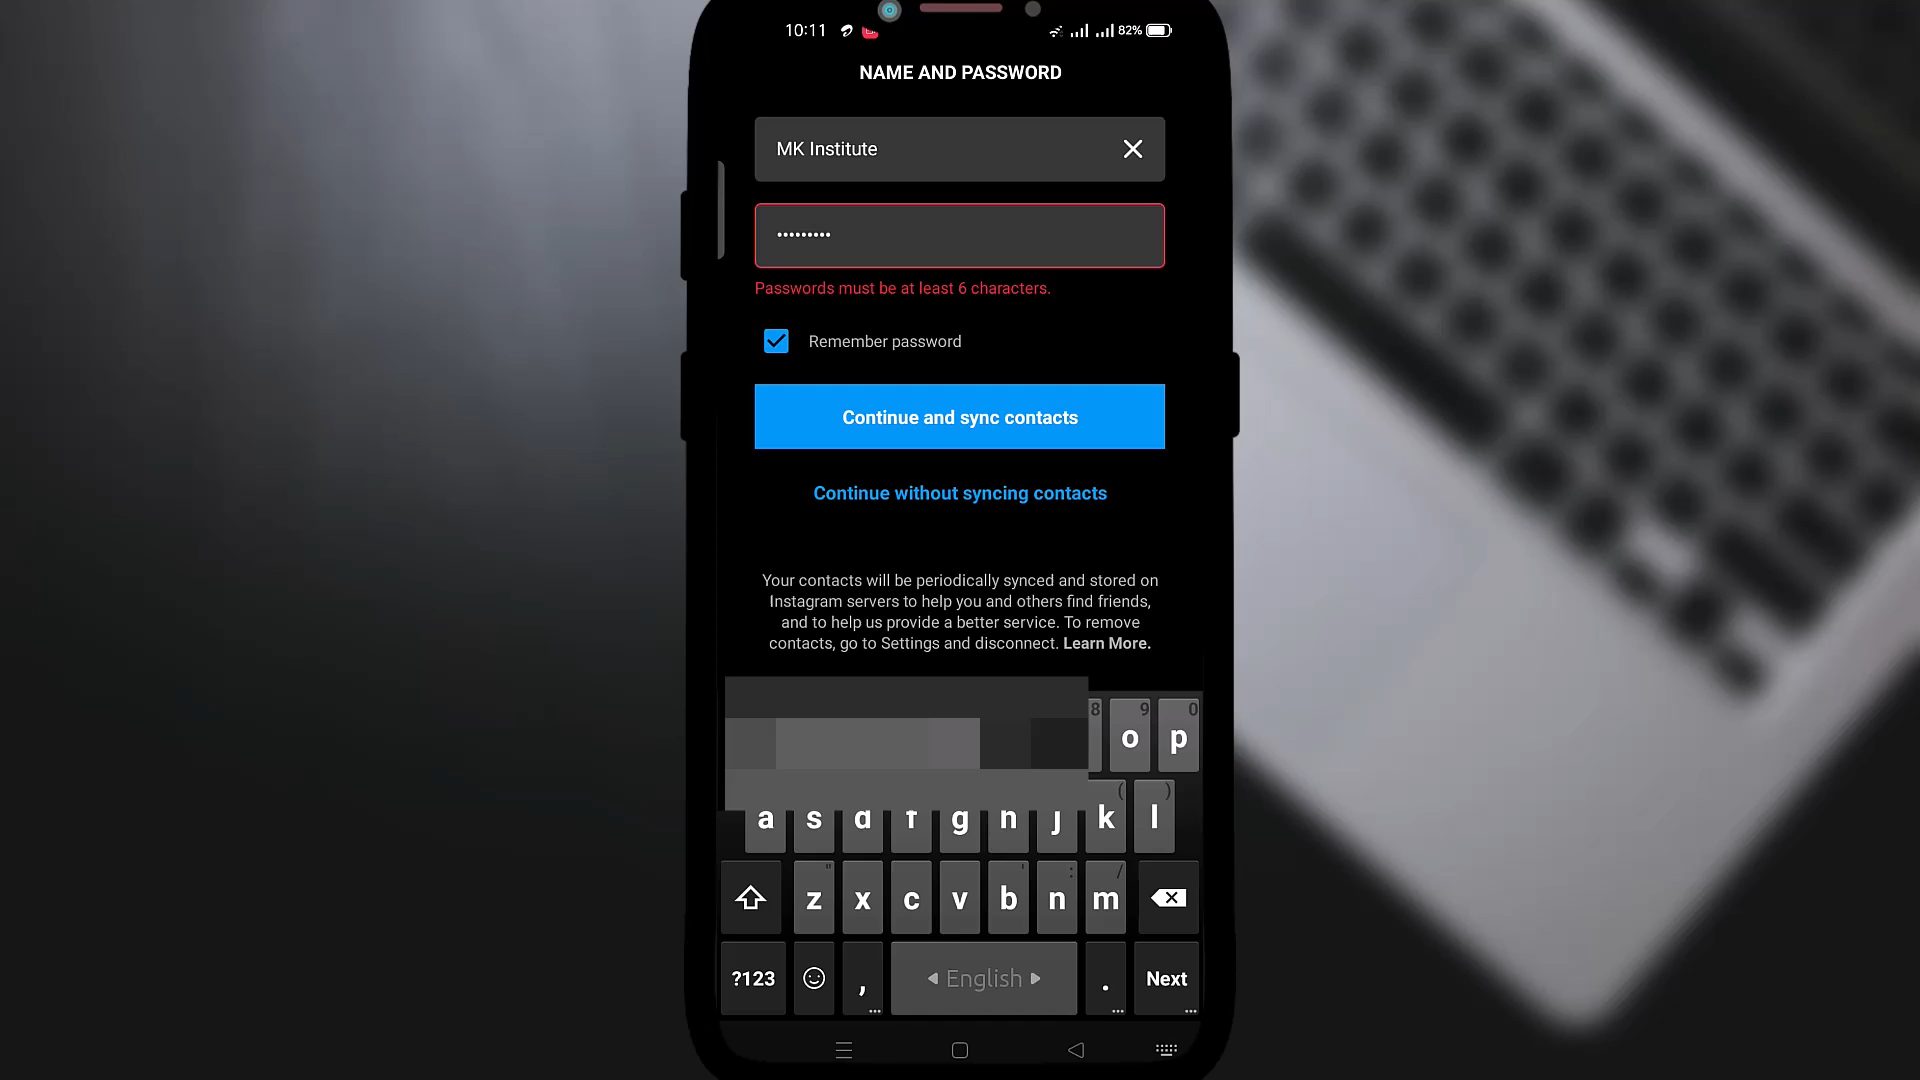 10:11 82%
NAME AND PASSWORD
MK Institute
•••••••••
Passwords must be at least 6 characters.
Remember password
Continue and sync contacts
Continue without syncing contacts
Your contacts will be periodically synced and stored on
Instagram servers to help you and others find friends,
and to help us provide a better service. To remove
contacts, go to Settings and disconnect. Learn More.
8 9 0
o p
( )
a s d f g h j k l
" ' : /
z x c v b n m
?123 , English . Next